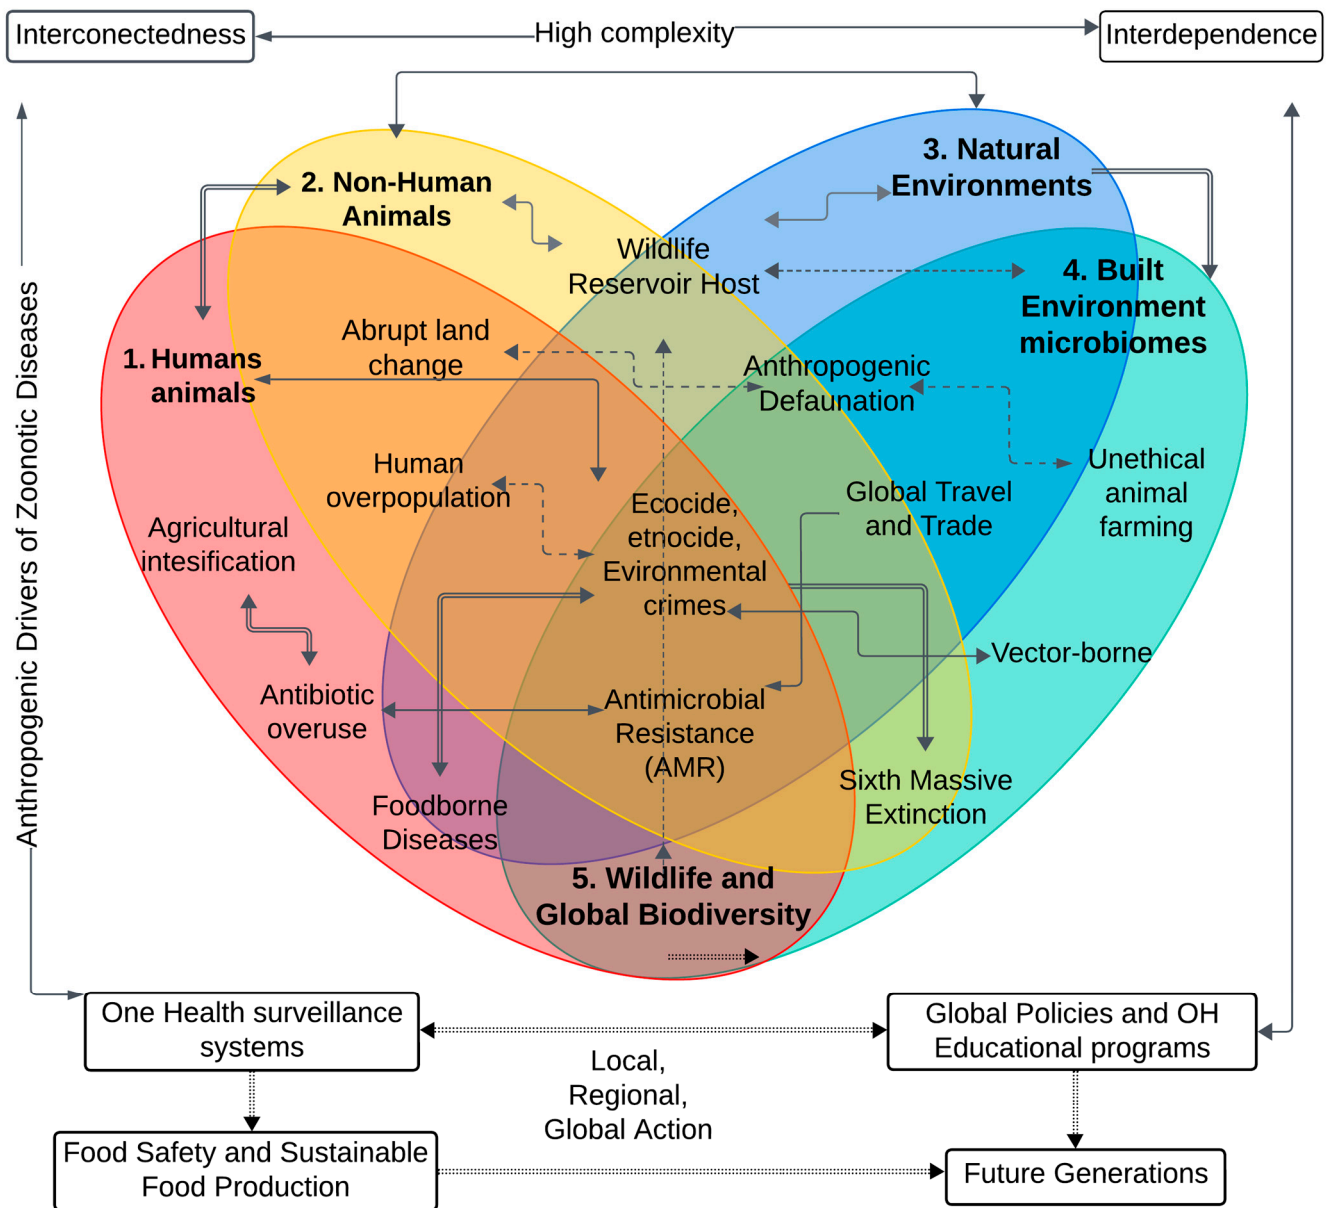 Interconectedness
High complexity
Interdependence
3. Natural
Environments
2. Non-Human
Animals
Wildlife
Reservoir Host
4. Built
Environment
microbiomes
Abrupt land
change
1. Humans
animals
Anthropogenic
Defaunation
Human
overpopulation
Unethical
animal
farming
Global Travel
and Trade
Ecocide,
etnocide,
Evironmental
crimes
Agricultural
intesification
Vector-borne
Antibiotic
overuse
Antimicrobial
Resistance
(AMR)
Sixth Massive
Extinction
Foodborne
Diseases
5. Wildlife and
Global Biodiversity
Anthropogenic Drivers of Zoonotic Diseases
One Health surveillance
systems
Global Policies and OH
Educational programs
Local,
Regional,
Global Action
Food Safety and Sustainable
Food Production
Future Generations